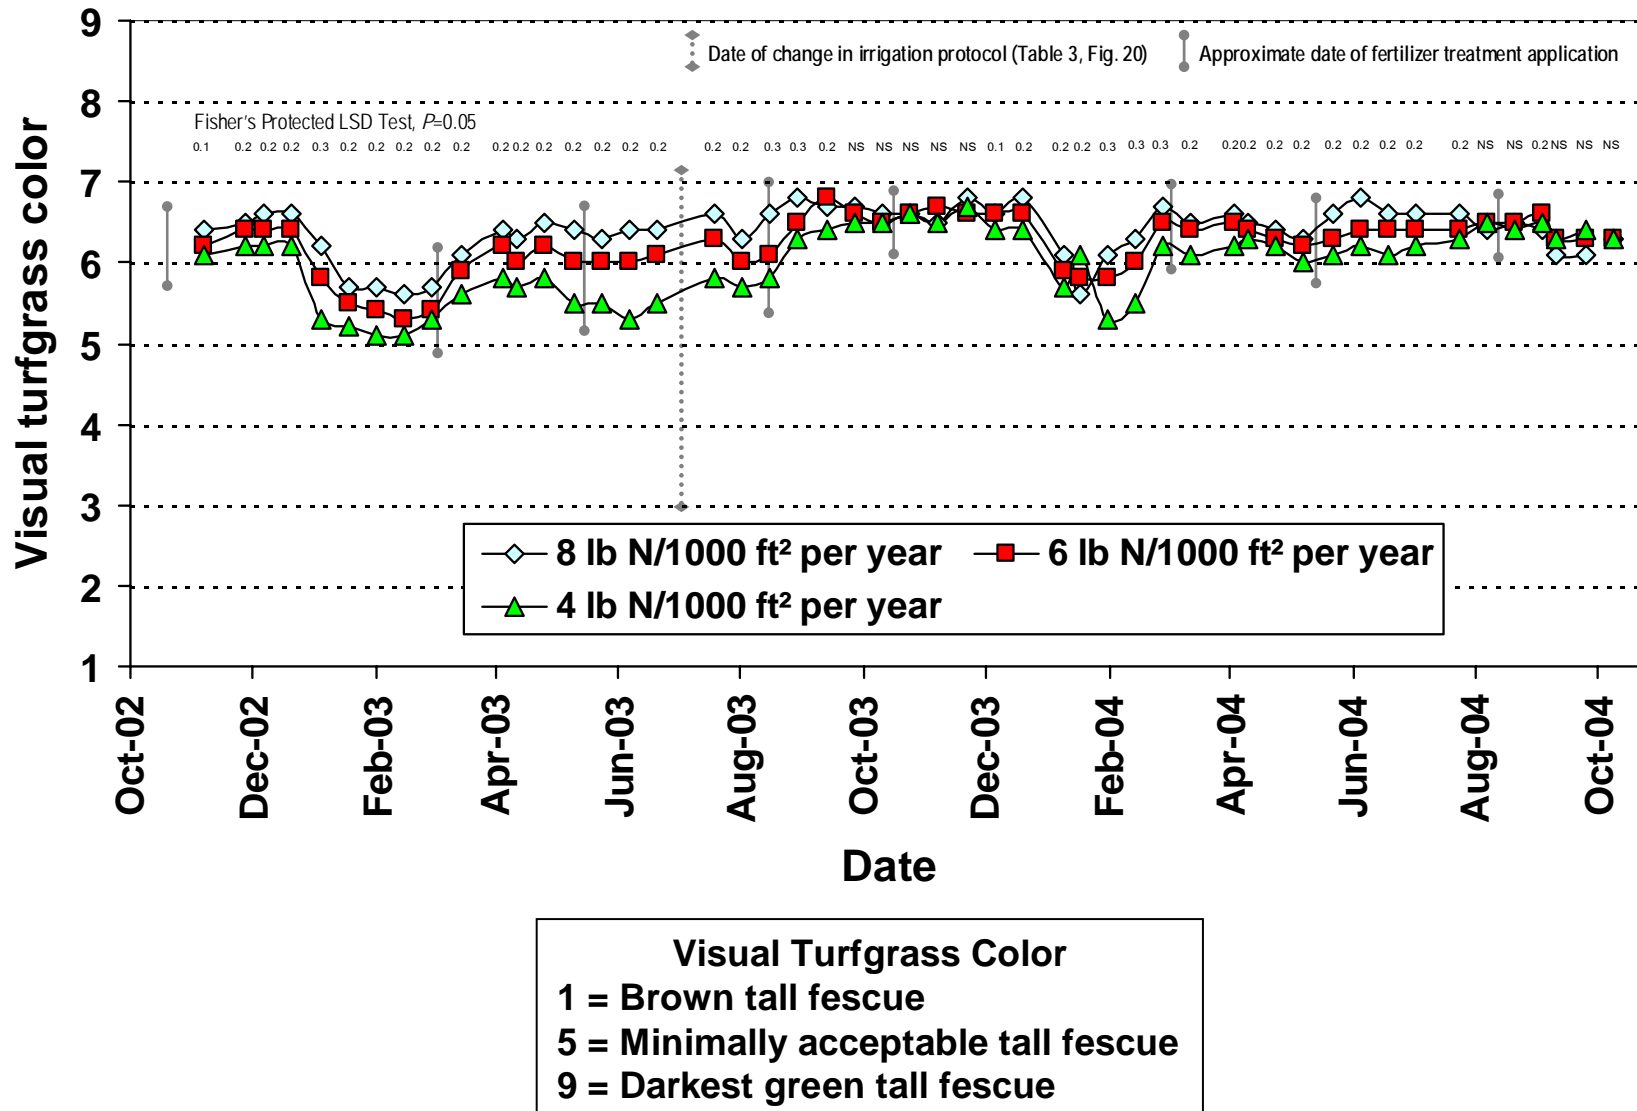 9
8
7
6
5
4
3
2
1
Visual turfgrass color
Date of change in irrigation protocol (Table 3, Fig. 20)
Approximate date of fertilizer treatment application
Fisher's Protected LSD Test, P=0.05
0.1 0.2 0.2 0.2 0.3 0.2 0.2 0.2 0.2 0.2 0.2 0.2 0.2 0.2 0.2 0.2 0.2 0.2 0.2 0.3 0.3 0.2 NS NS NS NS NS 0.1 0.2 0.2 0.2 0.3 0.3 0.3 0.2 0.2 0.2 0.2 0.2 0.2 0.2 0.2 0.2 0.2 NS NS 0.2 NS NS NS
8 lb N/1000 ft² per year
6 lb N/1000 ft² per year
4 lb N/1000 ft² per year
Oct-02
Dec-02
Feb-03
Apr-03
Jun-03
Aug-03
Oct-03
Dec-03
Feb-04
Apr-04
Jun-04
Aug-04
Oct-04
Date
Visual Turfgrass Color
1 = Brown tall fescue
5 = Minimally acceptable tall fescue
9 = Darkest green tall fescue